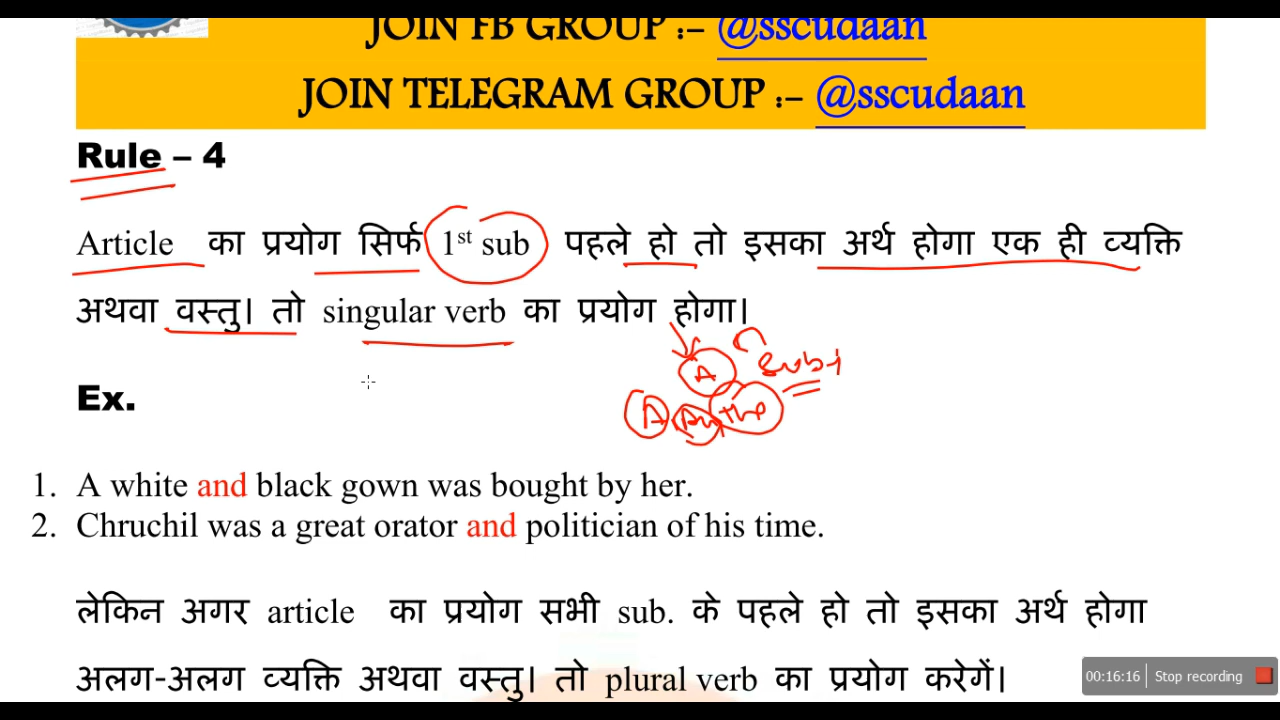 JOIN FB GROUP :– @sscudaan
JOIN TELEGRAM GROUP :– @sscudaan
Rule – 4
Article का प्रयोग सिर्फ 1st sub पहले हो तो इसका अर्थ होगा एक ही व्यक्ति
अथवा वस्तु। तो singular verb का प्रयोग होगा।
A Sub1
A An the
Ex.
1. A white and black gown was bought by her.
2. Chruchil was a great orator and politician of his time.
लेकिन अगर article का प्रयोग सभी sub. के पहले हो तो इसका अर्थ होगा
अलग-अलग व्यक्ति अथवा वस्तु। तो plural verb का प्रयोग करेगें।
00:16:16 Stop recording